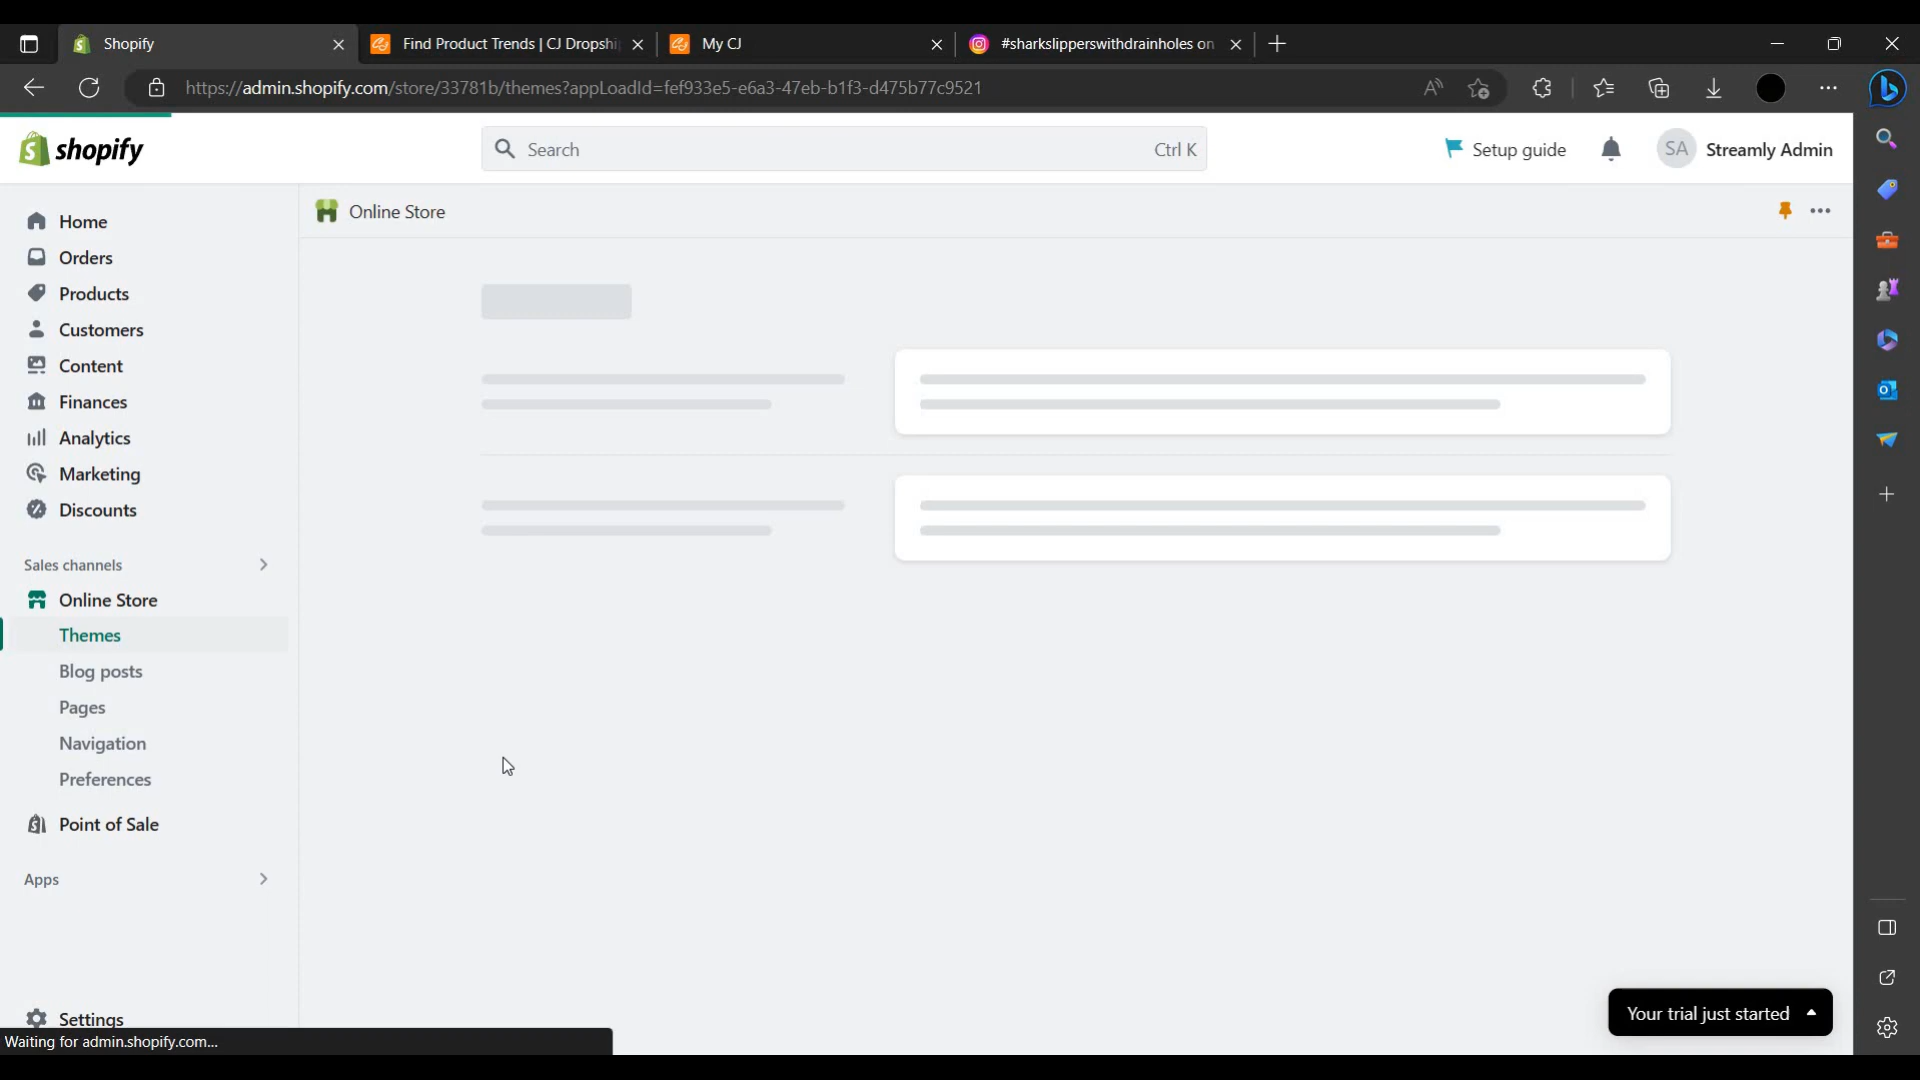 Shopify
Find Product Trends | CJ Dropshi
My CJ
#sharkslipperswithdrainholes on
https://admin.shopify.com/store/33781b/themes?appLoadId=fef933e5-e6a3-47eb-b1f3-d475b77c9521
shopify
Search
Ctrl K
Setup guide
SA
Streamly Admin
Online Store
Home
Orders
Products
Customers
Content
Finances
Analytics
Marketing
Discounts
Sales channels
Online Store
Themes
Blog posts
Pages
Navigation
Preferences
Point of Sale
Apps
Settings
Your trial just started
Waiting for admin.shopify.com...